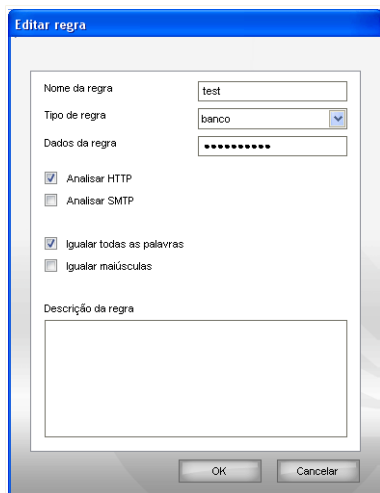 Editar regra
Nome da regra
test
Tipo de regra
banco
Dados da regra
••••••••••
Analisar HTTP
Analisar SMTP
Igualar todas as palavras
Igualar maiúsculas
Descrição da regra
OK
Cancelar